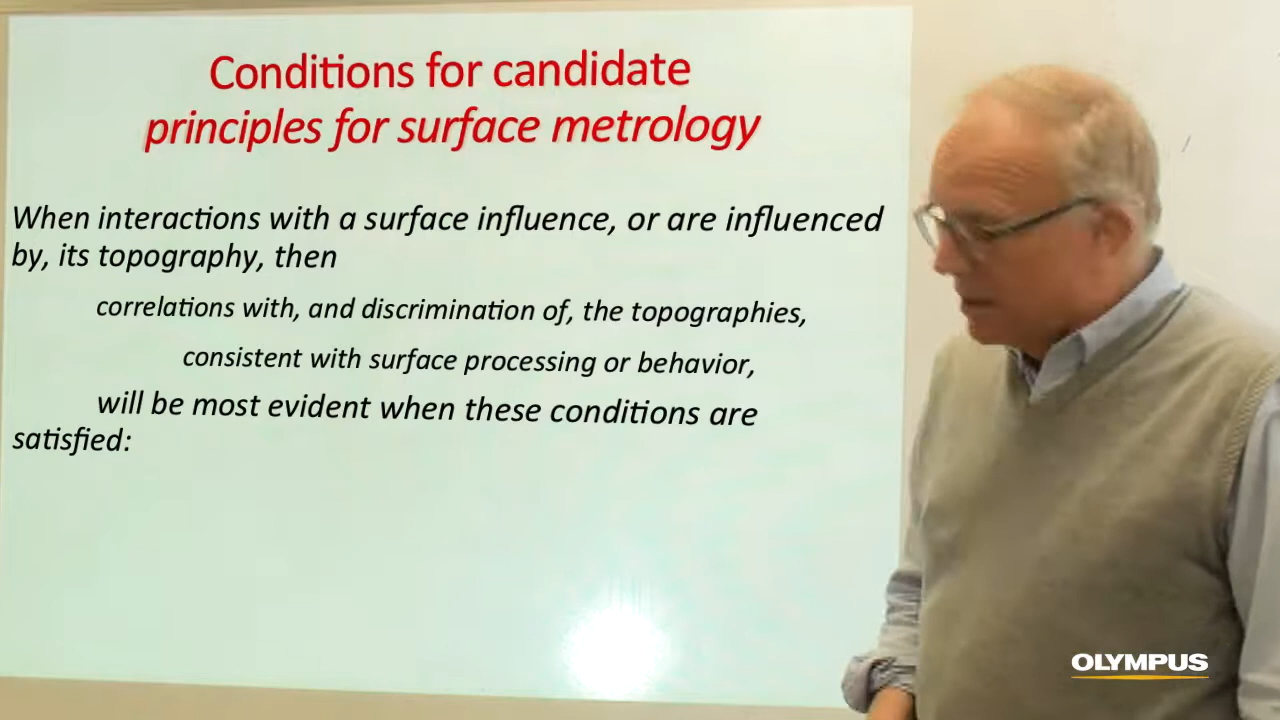 Conditions for candidate
principles for surface metrology
When interactions with a surface influence, or are influenced
by, its topography, then
correlations with, and discrimination of, the topographies,
consistent with surface processing or behavior,
will be most evident when these conditions are
satisfied:
OLYMPUS